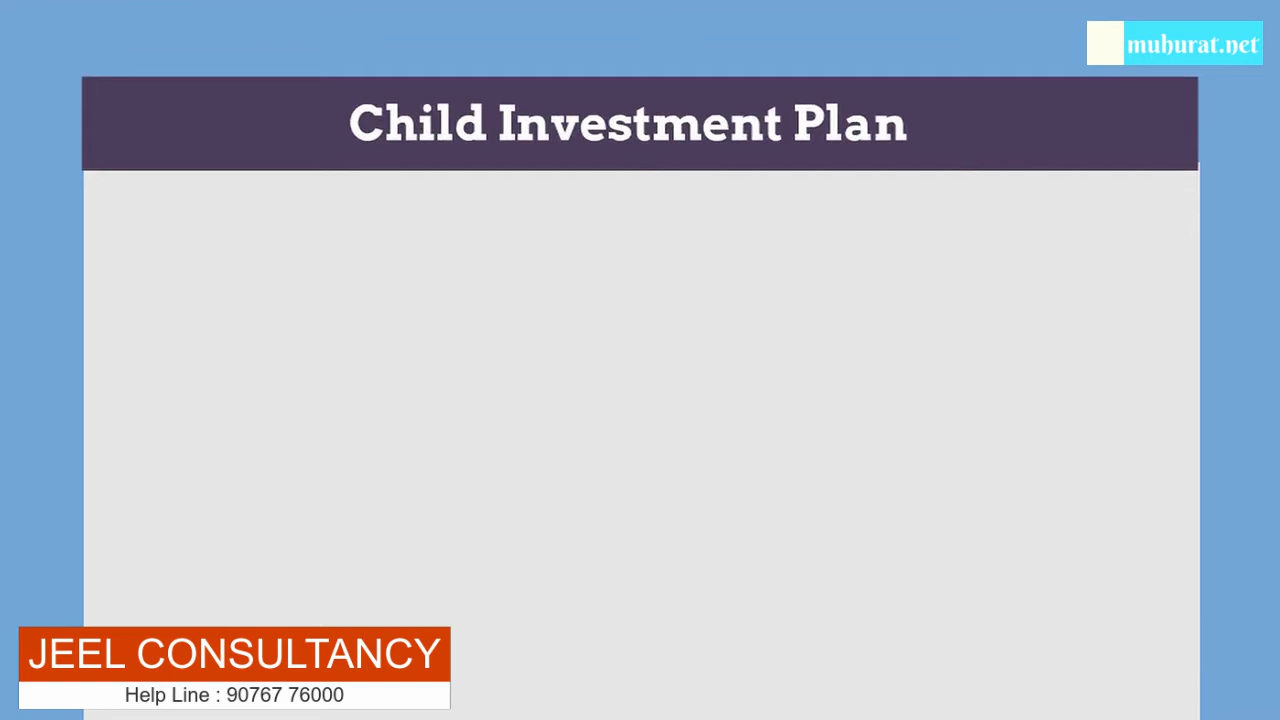 muhurat.net
Child Investment Plan
JEEL CONSULTANCY
Help Line : 90767 76000